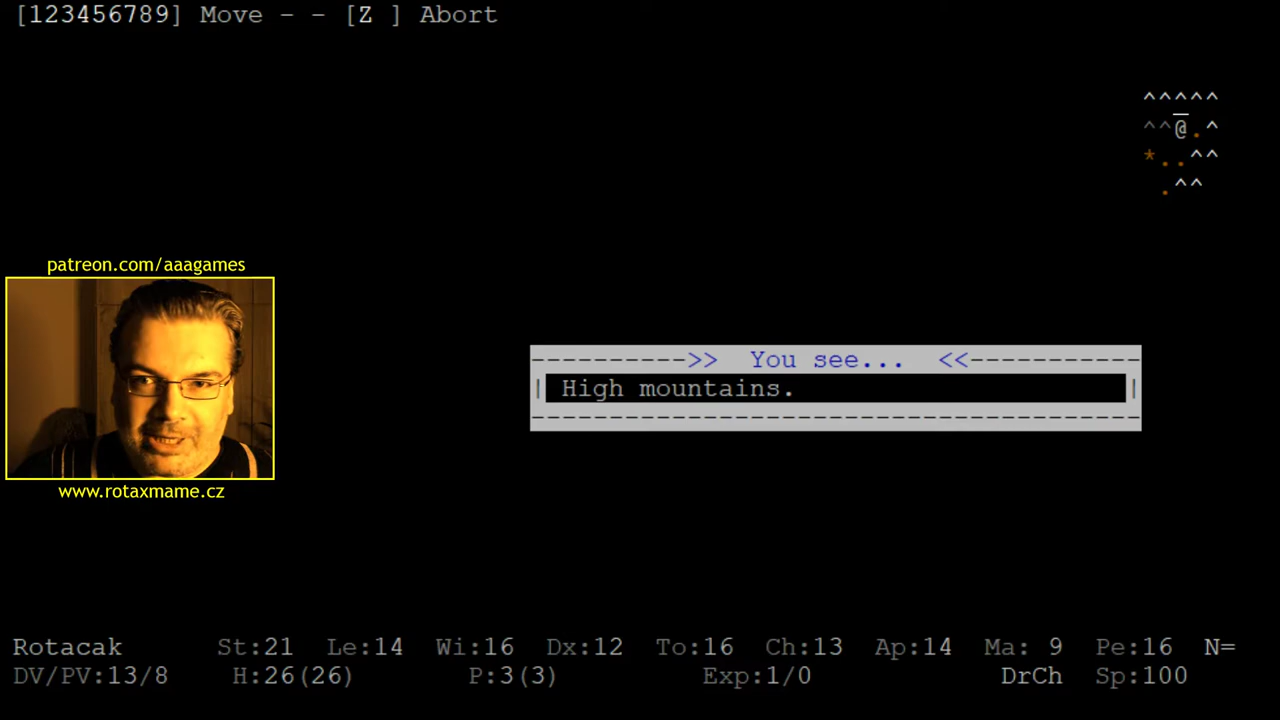 [123456789] Move - - [Z ] Abort
^^^^^
^^@.^
*..^^
.^^
patreon.com/aaagames
---------->>  You see...  <<-----------
| High mountains. |
---------------------------------------
www.rotaxmame.cz
Rotacak St:21 Le:14 Wi:16 Dx:12 To:16 Ch:13 Ap:14 Ma: 9 Pe:16 N=
DV/PV:13/8 H:26(26) P:3(3) Exp:1/0 DrCh Sp:100